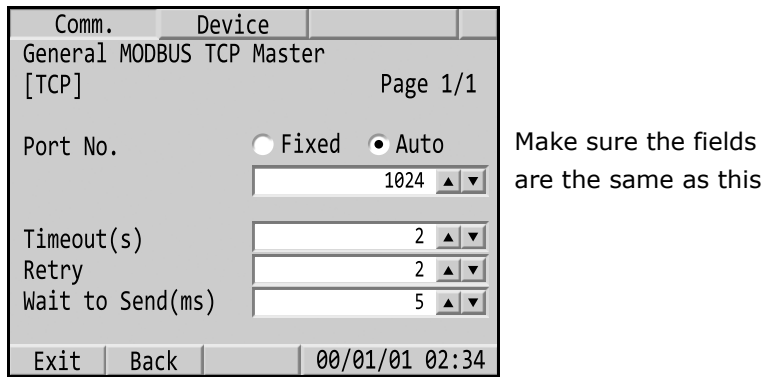 Comm. Device
General MODBUS TCP Master
[TCP] Page 1/1
Port No. Fixed Auto
1024
Timeout(s) 2
Retry 2
Wait to Send(ms) 5
Exit Back 00/01/01 02:34
Make sure the fields
are the same as this